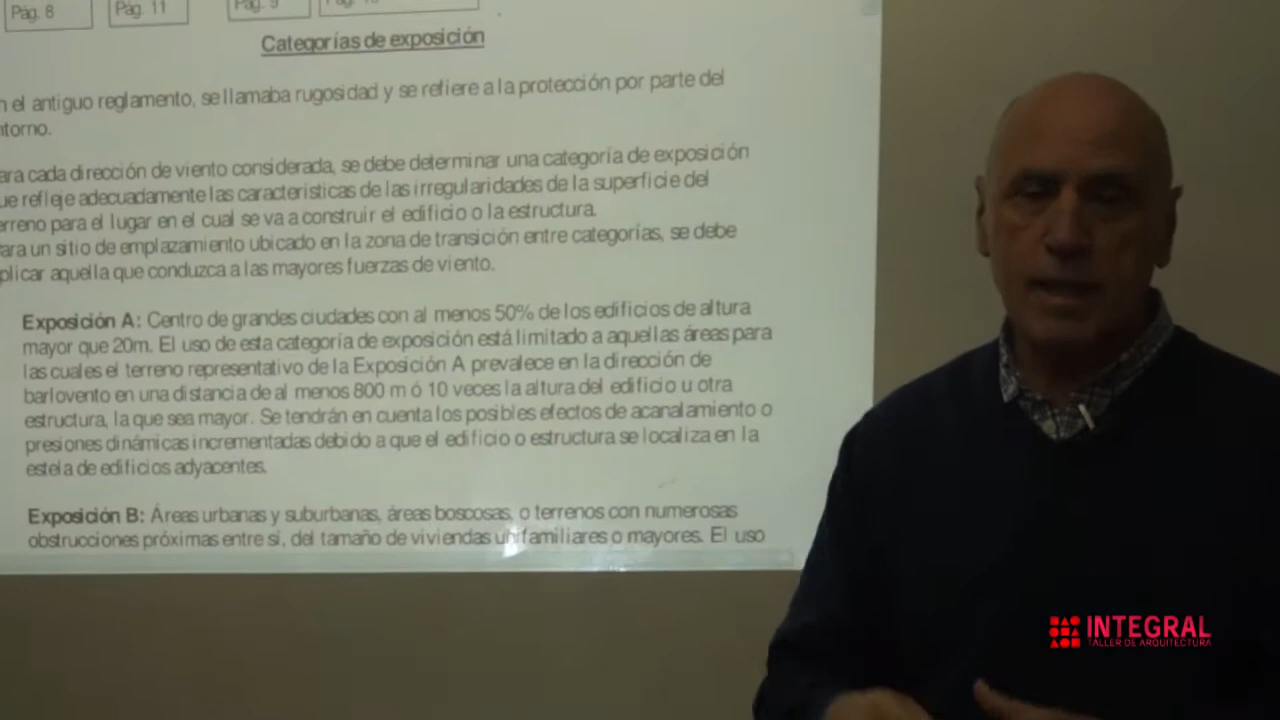 Pág. 8
Pág. 11
Pág. 9
Categorías de exposición
el antiguo reglamento, se llamaba rugosidad y se refiere a la protección por parte del
cada dirección de viento considerada, se debe determinar una categoría de exposición
refleje adecuadamente las características de las irregularidades de la superficie del
para el lugar en el cual se va a construir el edificio o la estructura.
un sitio de emplazamiento ubicado en la zona de transición entre categorías, se debe
aquella que conduzca a las mayores fuerzas de viento.
Exposición A: Centro de grandes ciudades con al menos 50% de los edificios de altura
mayor que 20m. El uso de esta categoría de exposición está limitado a aquellas áreas para
las cuales el terreno representativo de la Exposición A prevalece en la dirección de
barlovento en una distancia de al menos 800 m ó 10 veces la altura del edificio u otra
estructura, la que sea mayor. Se tendrán en cuenta los posibles efectos de acanalamiento o
presiones dinámicas incrementadas debido a que el edificio o estructura se localiza en la
estela de edificios adyacentes.
Exposición B: Áreas urbanas y suburbanas, áreas boscosas, o terrenos con numerosas
obstrucciones próximas entre sí, del tamaño de viviendas unifamiliares o mayores. El uso
INTEGRAL
TALLER DE ARQUITECTURA